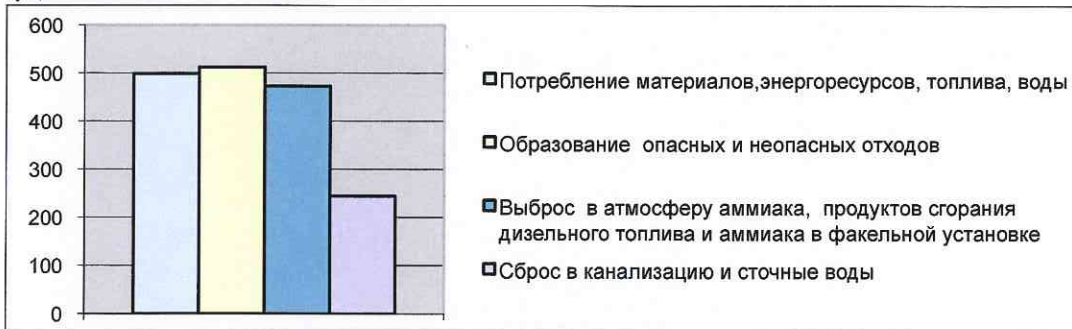 600
500
400
300
200
100
0
Потребление материалов,энергоресурсов, топлива, воды
Образование опасных и неопасных отходов
Выброс в атмосферу аммиака, продуктов сгорания
дизельного топлива и аммиака в факельной установке
Сброс в канализацию и сточные воды